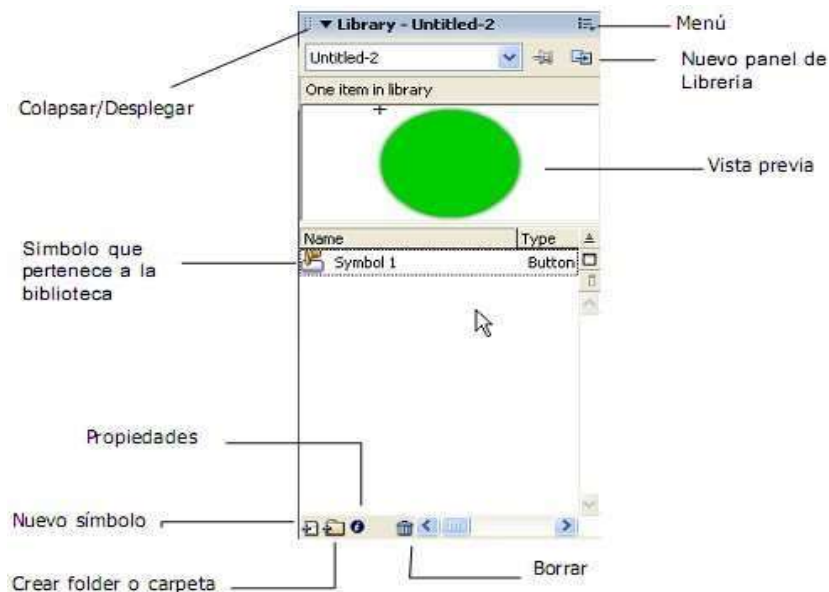 Library - Untitled-2
Menú
Untitled-2
Nuevo panel de
Librería
One item in library
Colapsar/Desplegar
Vista previa
Name Type
Symbol 1 Button
Simbolo que
pertenece a la
biblioteca
Propiedades
Nuevo símbolo
Borrar
Crear folder o carpeta